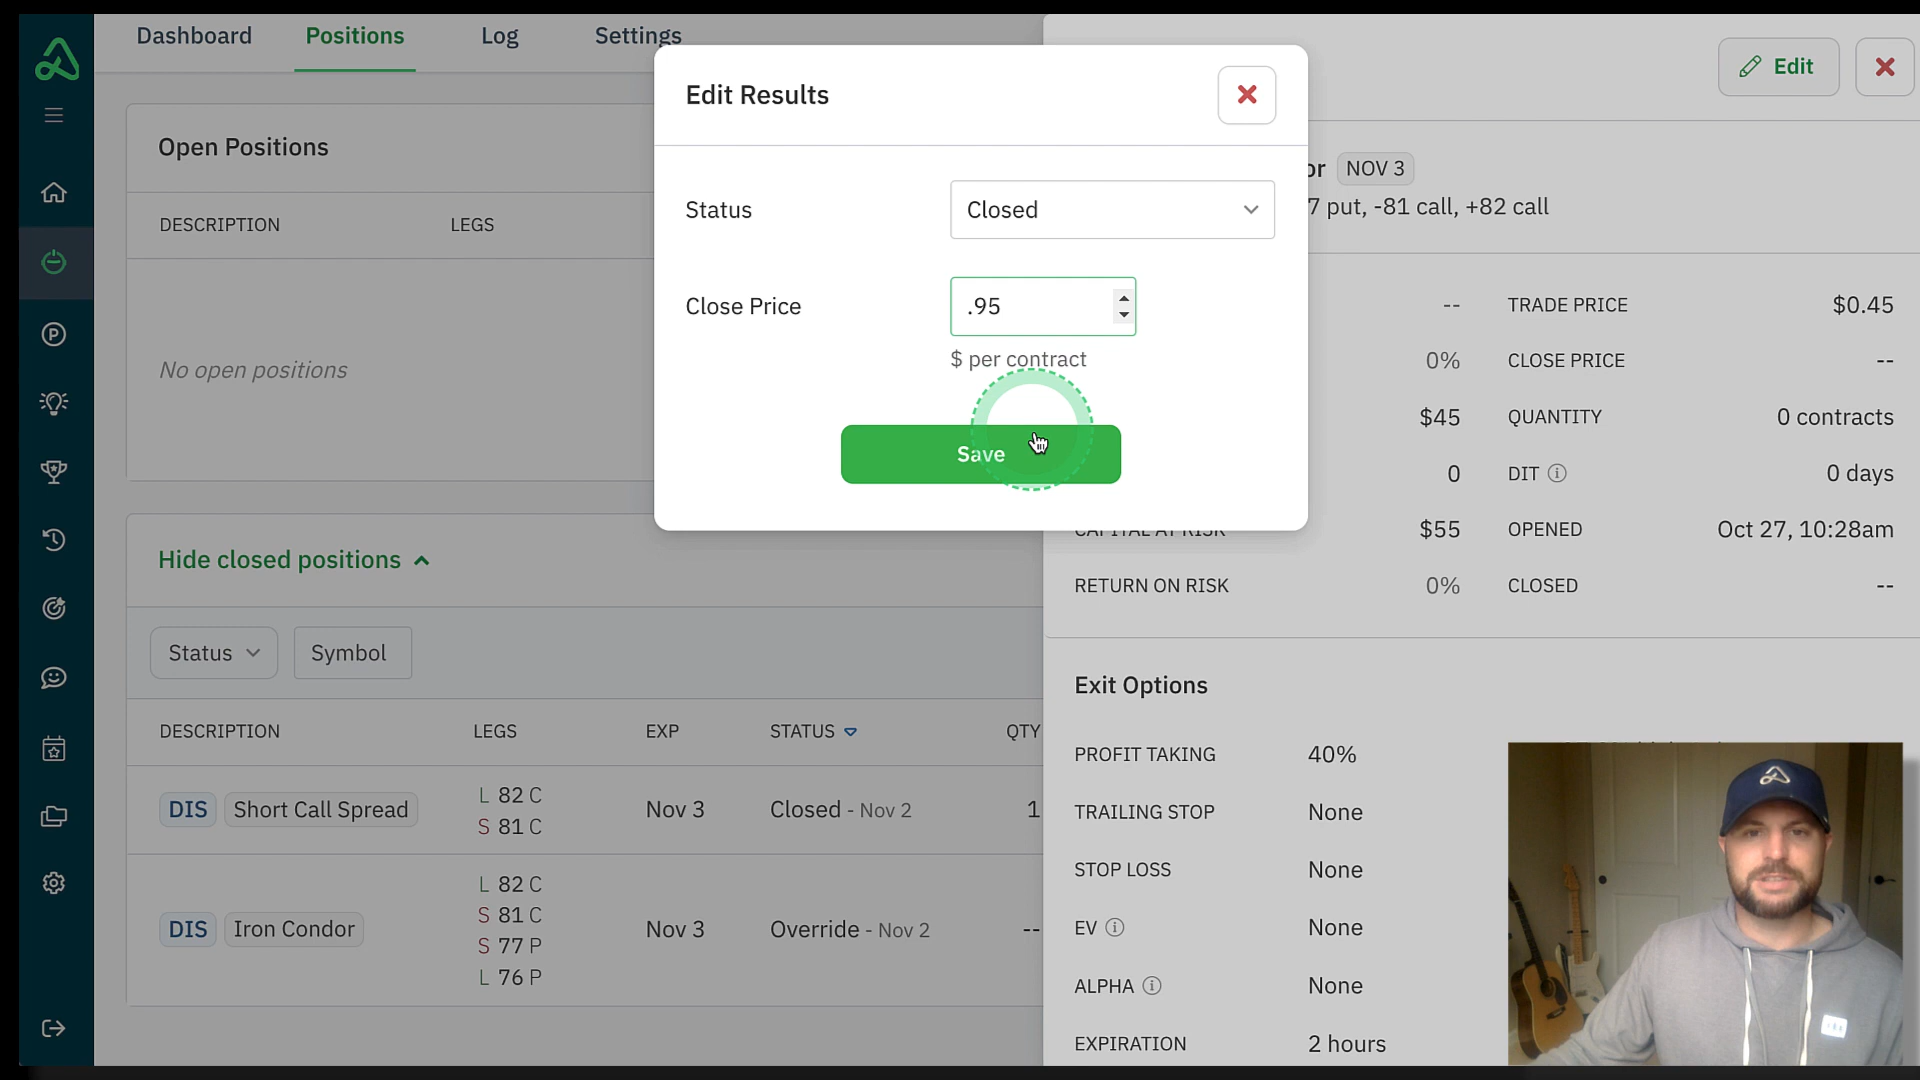 Dashboard
Positions
Log
Settings
Edit
Edit Results
Open Positions
or NOV 3
Status
Closed
7 put, -81 call, +82 call
DESCRIPTION
LEGS
Close Price
.95
-- TRADE PRICE $0.45
$ per contract
0% CLOSE PRICE --
No open positions
$45 QUANTITY 0 contracts
Save
0 DIT 0 days
CAPITAL AT RISK $55 OPENED Oct 27, 10:28am
Hide closed positions
RETURN ON RISK 0% CLOSED --
Status
Symbol
Exit Options
DESCRIPTION LEGS EXP STATUS QTY
PROFIT TAKING 40%
DIS Short Call Spread
L 82 C
S 81 C
Nov 3 Closed - Nov 2 1
TRAILING STOP None
STOP LOSS None
DIS Iron Condor
L 82 C
S 81 C
S 77 P
L 76 P
Nov 3 Override - Nov 2 --
EV None
ALPHA None
EXPIRATION 2 hours